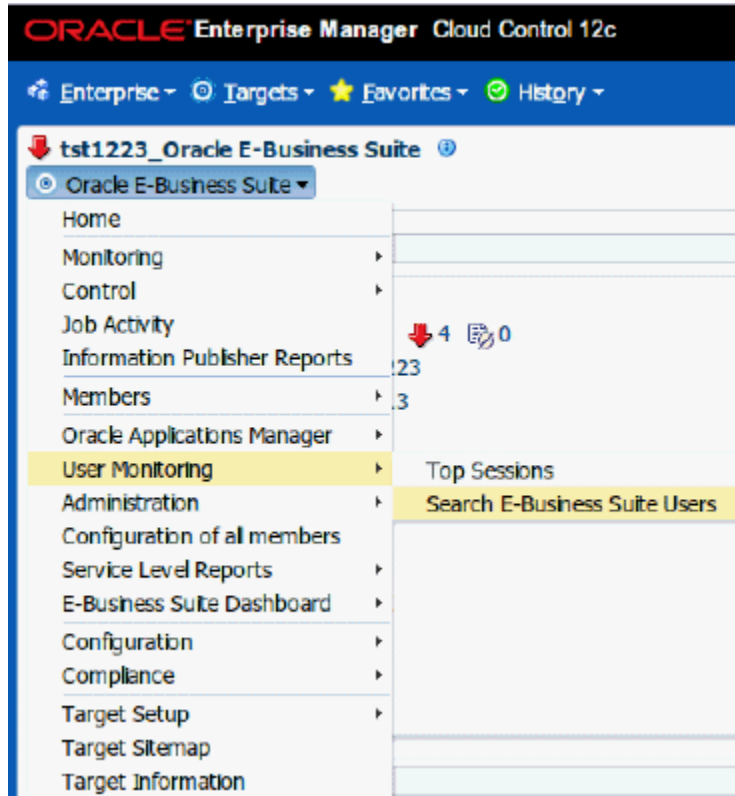 ORACLE Enterprise Manager Cloud Control 12c
Enterprise Targets Favorites History
tst1223_Oracle E-Business Suite
Oracle E-Business Suite
Home
Monitoring
Control
Job Activity
4 0
Information Publisher Reports
223
Members
3
Oracle Applications Manager
User Monitoring
Top Sessions
Administration
Search E-Business Suite Users
Configuration of all members
Service Level Reports
E-Business Suite Dashboard
Configuration
Compliance
Target Setup
Target Sitemap
Target Information